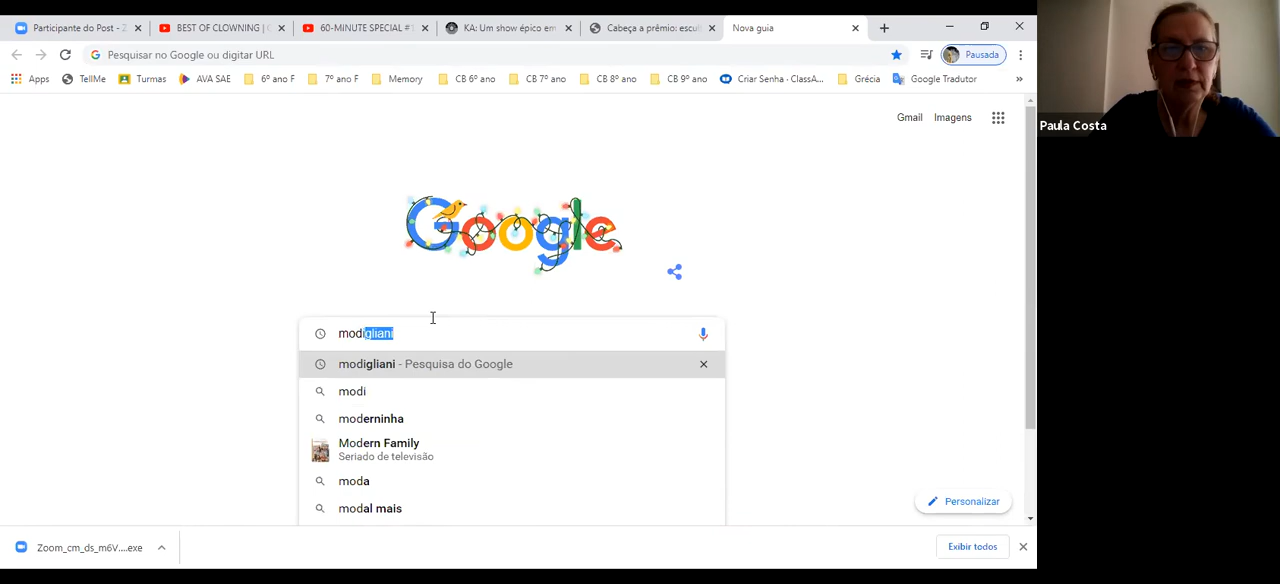 Participante do Post - Z
BEST OF CLOWNING | C
60-MINUTE SPECIAL #1
KA: Um show épico em
Cabeça a prêmio: escul
Nova guia
Pesquisar no Google ou digitar URL
Pausada
Apps
TellMe
Turmas
AVA SAE
6º ano F
7º ano F
Memory
CB 6º ano
CB 7º ano
CB 8º ano
CB 9º ano
Criar Senha · ClassA...
Grécia
Google Tradutor
»
Gmail
Imagens
Google
modigliani
modigliani - Pesquisa do Google
modi
moderninha
Modern Family
Seriado de televisão
moda
modal mais
Personalizar
Zoom_cm_ds_m6V....exe
Exibir todos
Paula Costa